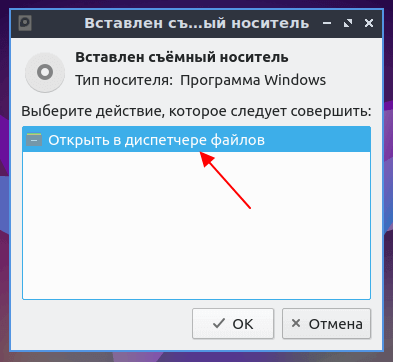 Вставлен съ...ый носитель
Вставлен съёмный носитель
Тип носителя: Программа Windows
Выберите действие, которое следует совершить:
Открыть в диспетчере файлов
OK
Отмена